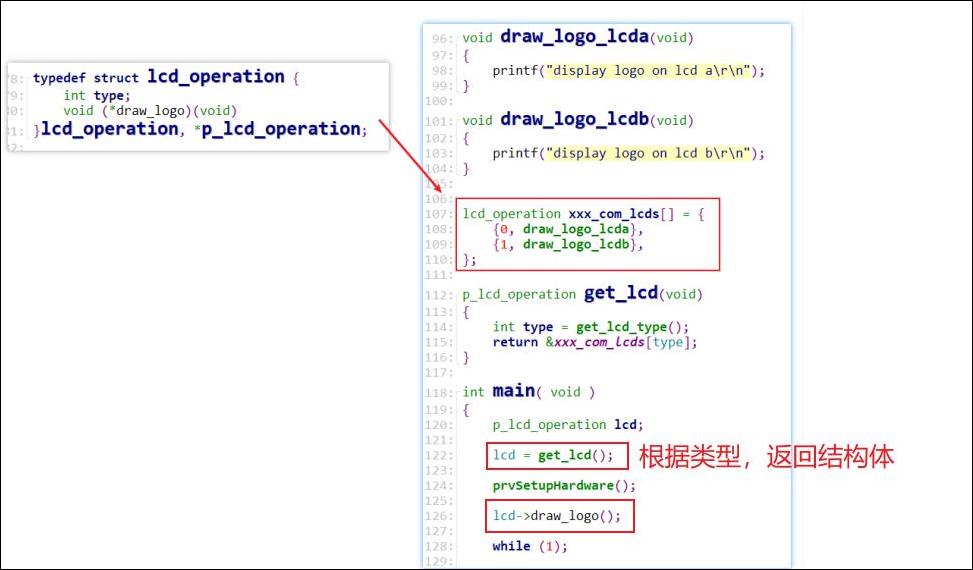 78: typedef struct lcd_operation {
79: int type;
80: void (*draw_logo)(void)
81: }lcd_operation, *p_lcd_operation;
96: void draw_logo_lcda(void)
97: {
98: printf("display logo on lcd a\r\n");
99: }
100:
101: void draw_logo_lcdb(void)
102: {
103: printf("display logo on lcd b\r\n");
104: }
105:
106:
107: lcd_operation xxx_com_lcds[] = {
108: {0, draw_logo_lcda},
109: {1, draw_logo_lcdb},
110: };
111:
112: p_lcd_operation get_lcd(void)
113: {
114: int type = get_lcd_type();
115: return &xxx_com_lcds[type];
116: }
117:
118: int main( void )
119: {
120: p_lcd_operation lcd;
121:
122: lcd = get_lcd(); 根据类型，返回结构体
123:
124: prvSetupHardware();
125:
126: lcd->draw_logo();
127:
128: while (1);
129: